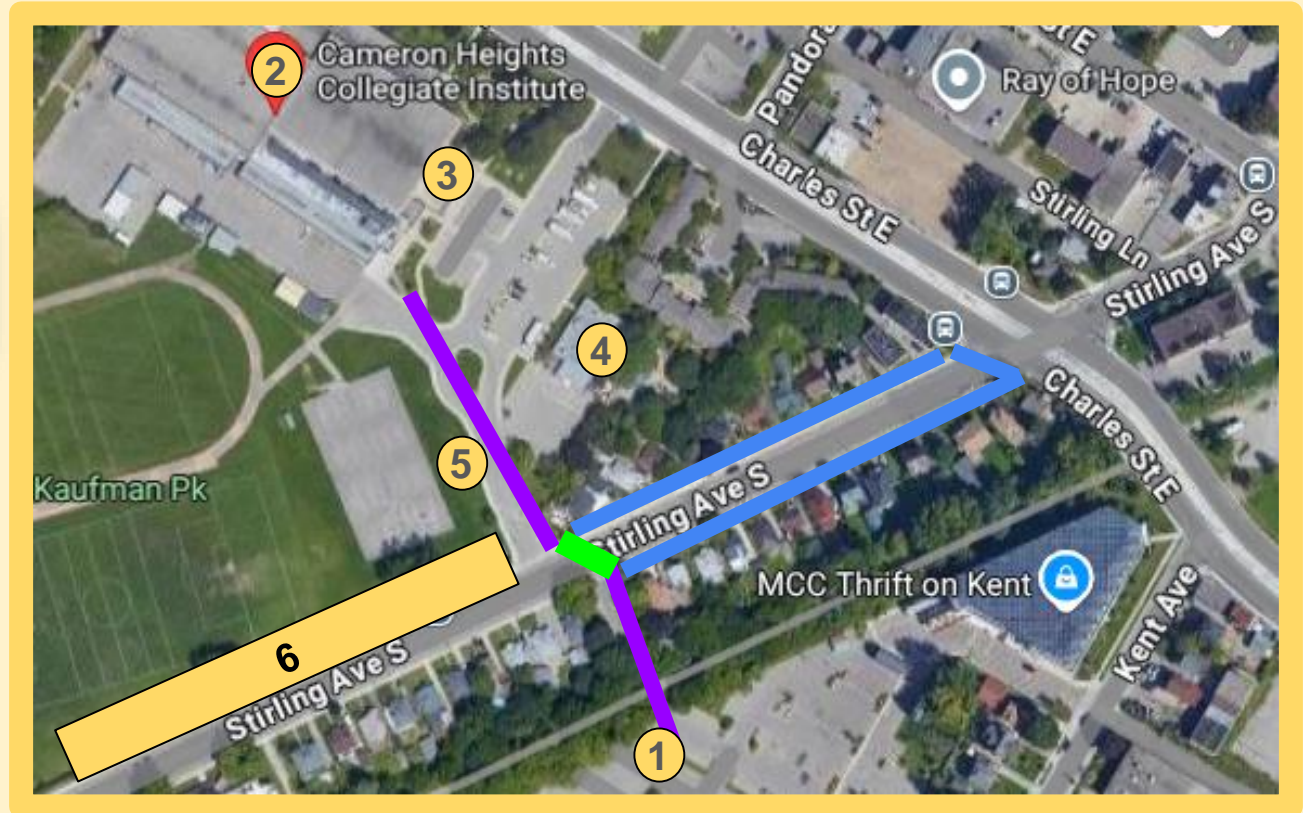 2
Cameron Heights
Collegiate Institute
Pandora
St E
Ray of Hope
3
Charles St E
Stirling Ln
Stirling Ave S
4
Charles St E
5
Kaufman Pk
Stirling Ave S
MCC Thrift on Kent
Kent Ave
6
Stirling Ave S
1